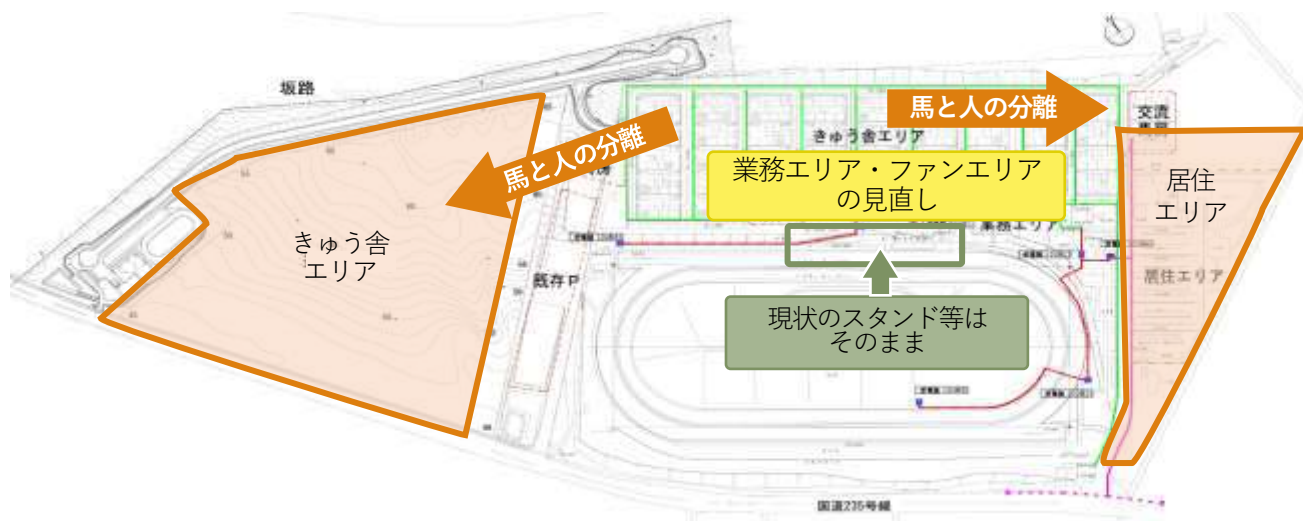 坂路
馬と人の分離
きゅう舎エリア
交流
業務エリア・ファンエリア
の見直し
居住
エリア
馬と人の分離
きゅう舎
エリア
業務エリア
既存P
居住エリア
現状のスタンド等は
そのまま
国道235号線